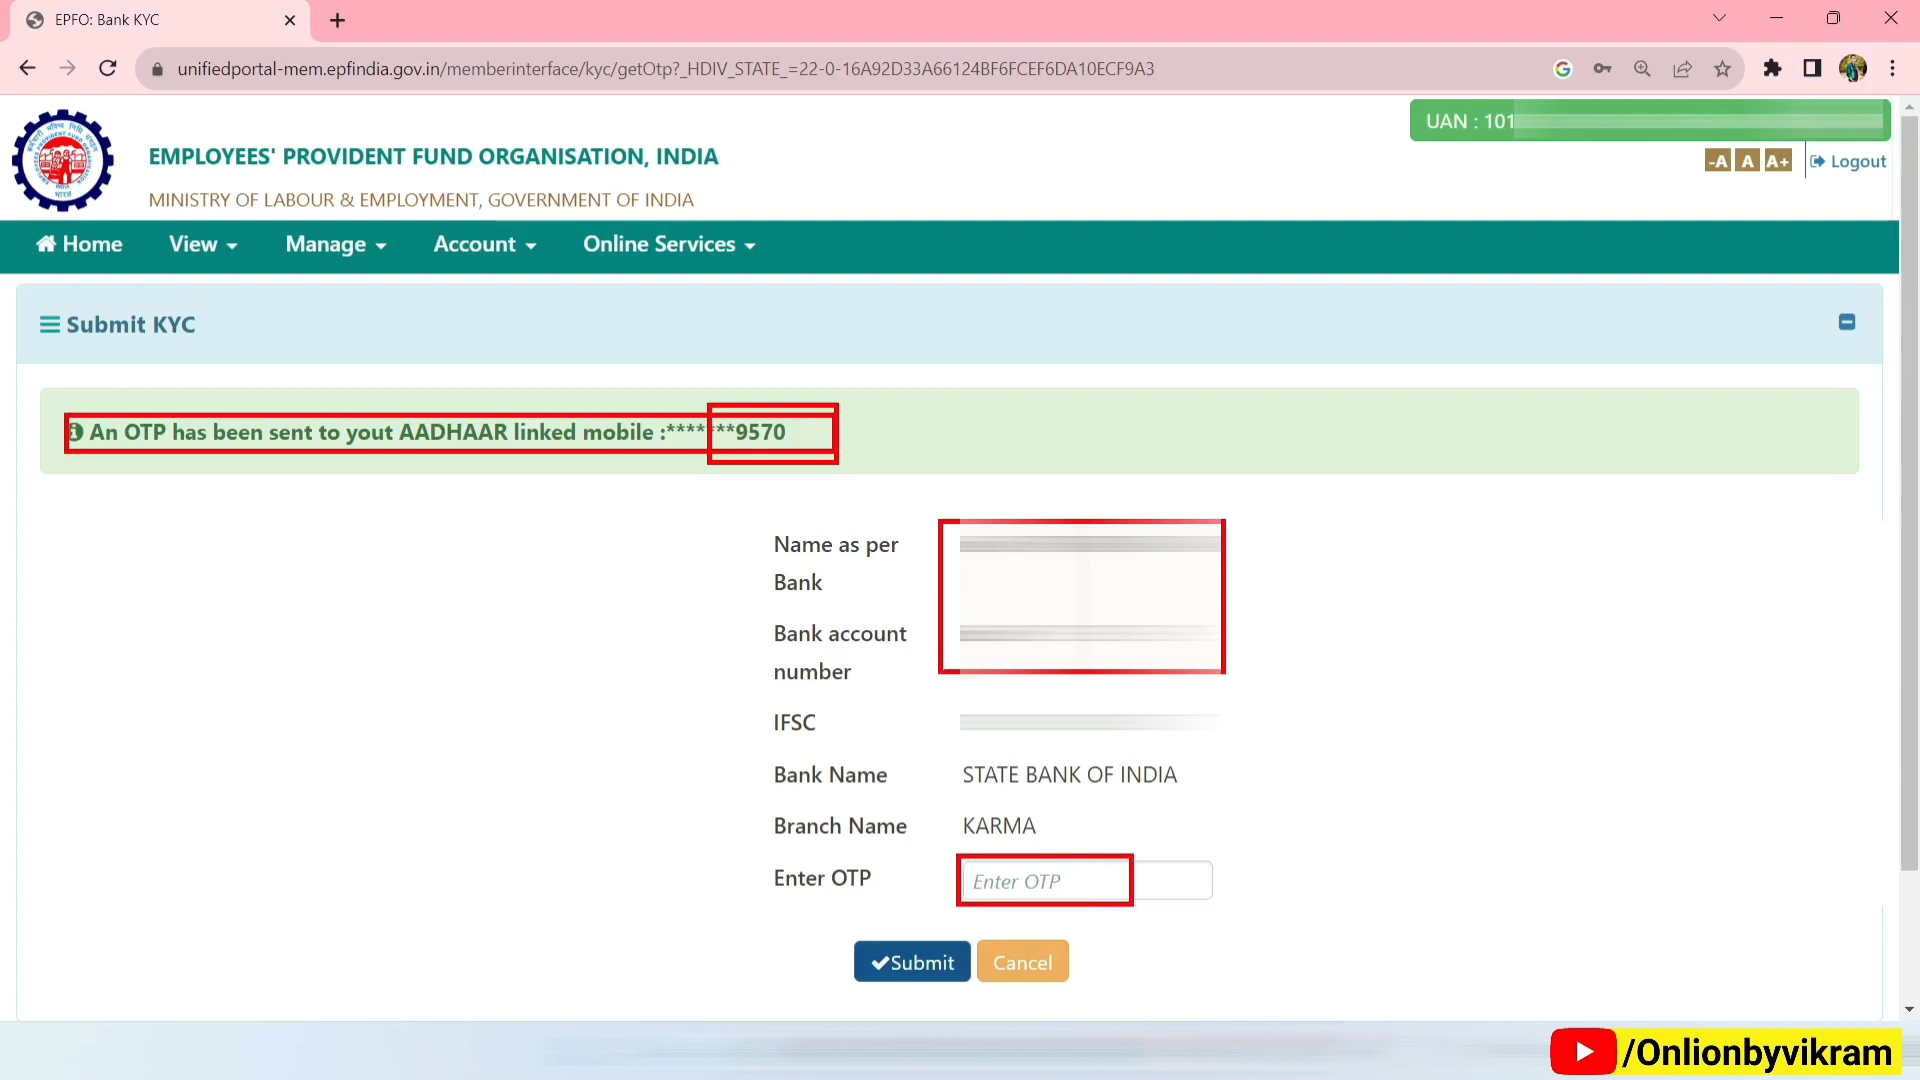 EPFO: Bank KYC
unifiedportal-mem.epfindia.gov.in/memberinterface/kyc/getOtp?_HDIV_STATE_=22-0-16A92D33A66124BF6FCEF6DA10ECF9A3
UAN : 101
EMPLOYEES' PROVIDENT FUND ORGANISATION, INDIA
-A A A+ Logout
MINISTRY OF LABOUR & EMPLOYMENT, GOVERNMENT OF INDIA
Home View Manage Account Online Services
Submit KYC
An OTP has been sent to yout AADHAAR linked mobile :******9570
Name as per
Bank
Bank account
number
IFSC
Bank Name STATE BANK OF INDIA
Branch Name KARMA
Enter OTP Enter OTP
Submit Cancel
/Onlionbyvikram